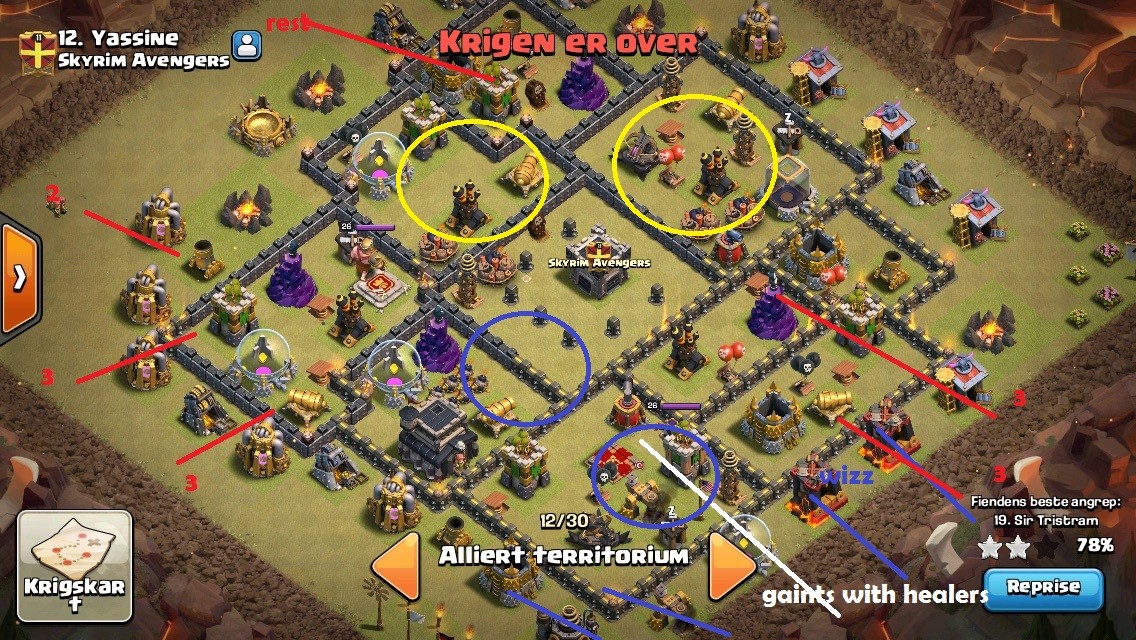 12. Yassine
Skyrim Avengers
rest
Krigen er over
Z
2
26
Skyrim Avengers
3
3
26
3
wizz
3
Fiendens beste angrep:
19. Sir Tristram
78%
Z
12/30
Alliert territorium
Krigskar
t
gaints with healers
Reprise